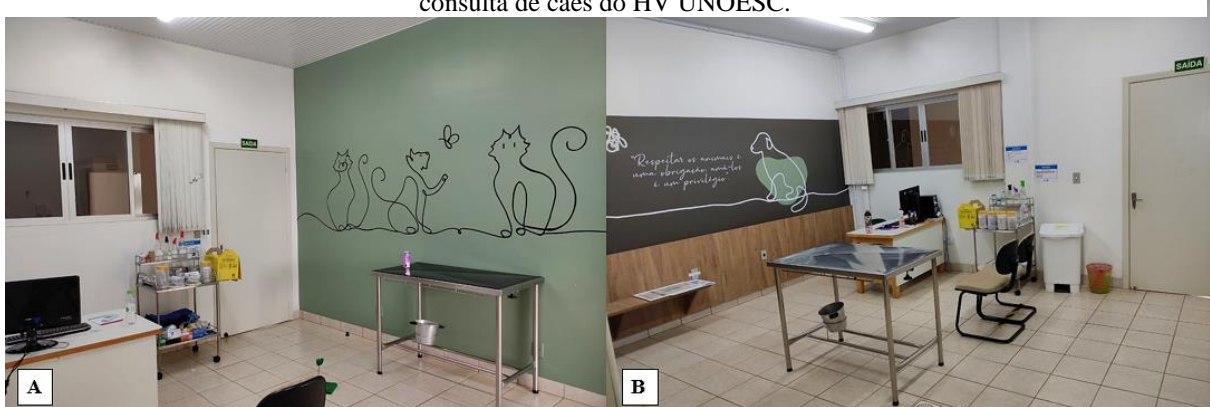 consulta de cães do HV UNOESC.
SAÍDA
SAÍDA
"Respeitar os animais é
uma obrigação, amá-los
é um privilégio"
A
B